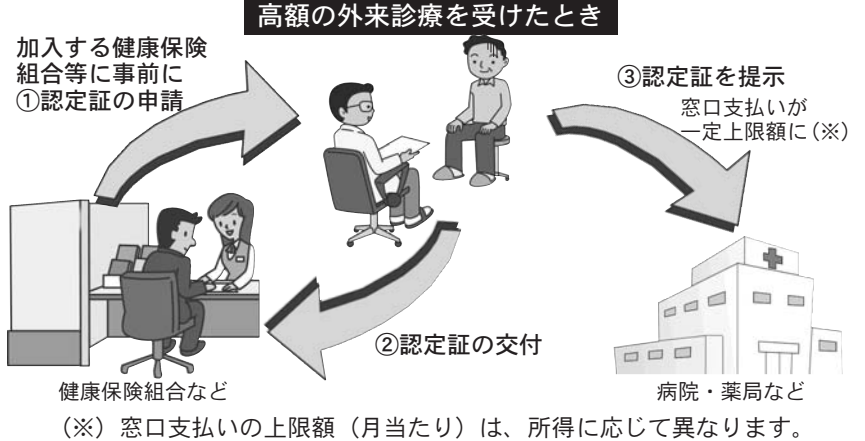 高額の外来診療を受けたとき
加入する健康保険
組合等に事前に
①認定証の申請
③認定証を提示
窓口支払いが
一定上限額に(※)
②認定証の交付
健康保険組合など
病院・薬局など
(※)窓口支払いの上限額(月当たり)は、所得に応じて異なります。